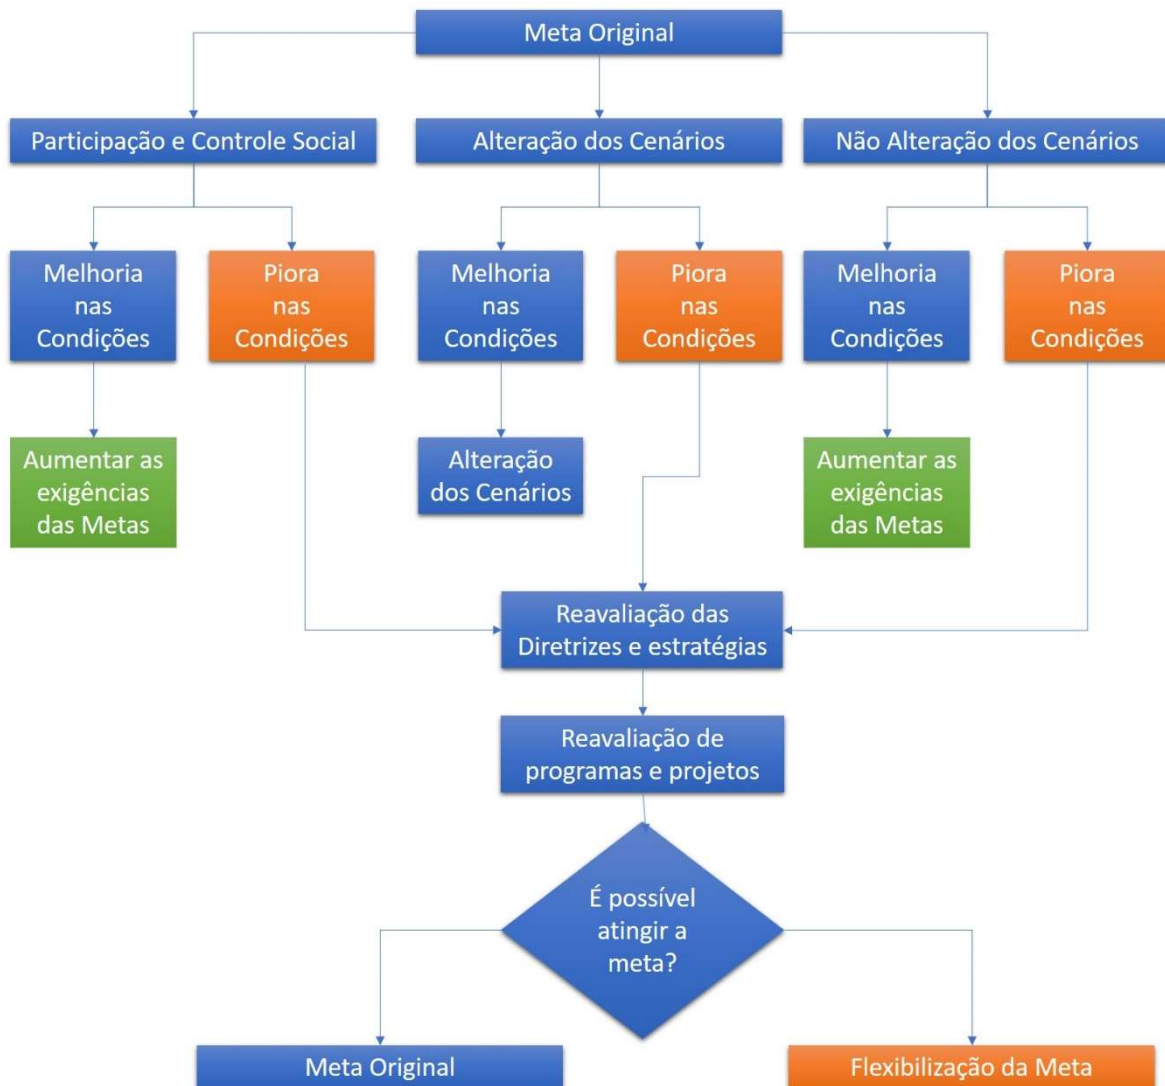 Meta Original
Participação e Controle Social
Alteração dos Cenários
Não Alteração dos Cenários
Melhoria
nas
Condições
Piora
nas
Condições
Melhoria
nas
Condições
Piora
nas
Condições
Melhoria
nas
Condições
Piora
nas
Condições
Aumentar as
exigências
das Metas
Alteração
dos Cenários
Aumentar as
exigências
das Metas
Reavaliação das
Diretrizes e estratégias
Reavaliação de
programas e projetos
É possível
atingir a
meta?
Meta Original
Flexibilização da Meta